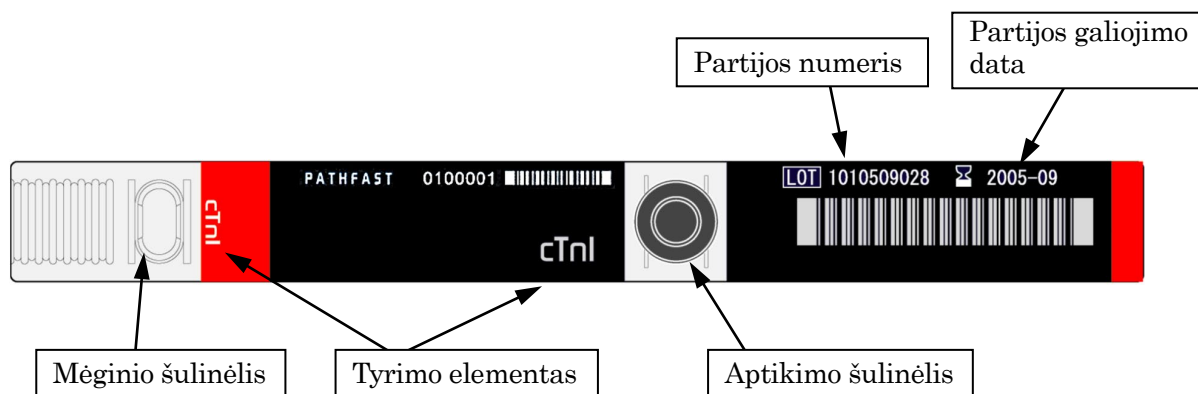 Partijos galiojimo
data
Partijos numeris
PATHFAST 0100001
LOT 1010509028 2005-09
cTnI
cTnI
Mėginio šulinėlis
Tyrimo elementas
Aptikimo šulinėlis